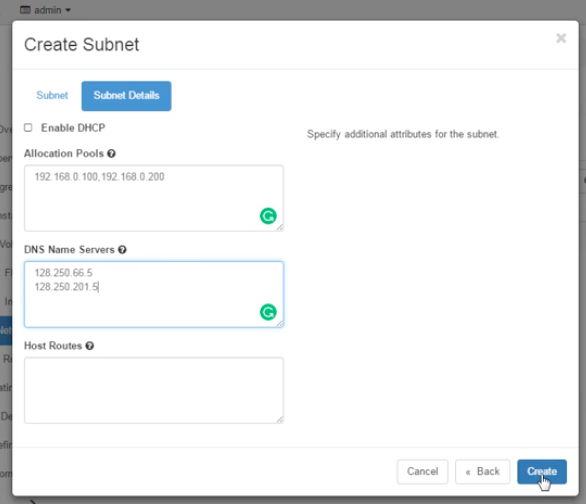 admin
Create Subnet
×
Subnet
Subnet Details
Enable DHCP
Specify additional attributes for the subnet.
Allocation Pools
192.168.0.100,192.168.0.200
DNS Name Servers
128.250.66.5
128.250.201.5
Host Routes
Cancel
« Back
Create